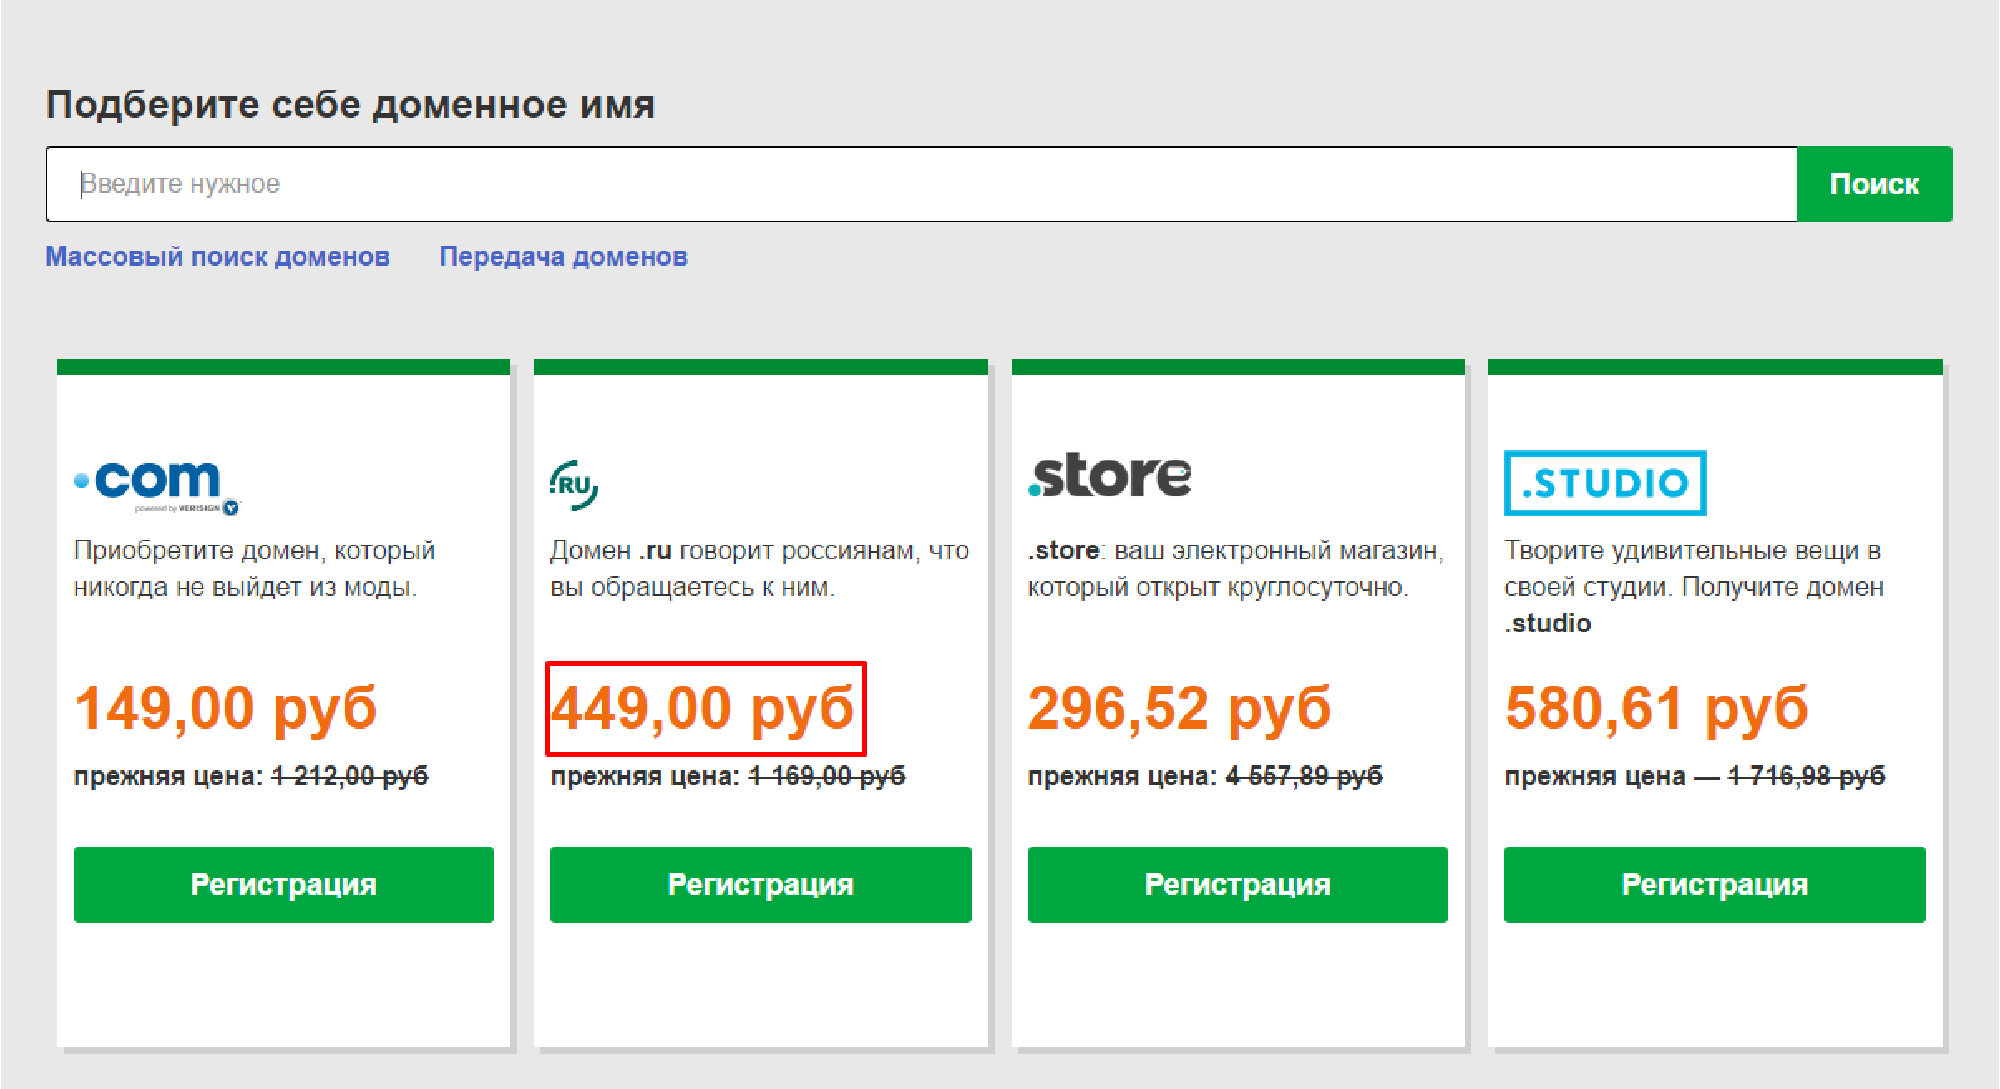 Подберите себе доменное имя
Введите нужное
Поиск
Массовый поиск доменов
Передача доменов
.com
powered by VERISIGN
Приобретите домен, который
никогда не выйдет из моды.
149,00 руб
прежняя цена: 1 212,00 руб
Регистрация
.RU
Домен .ru говорит россиянам, что
вы обращаетесь к ним.
449,00 руб
прежняя цена: 1 169,00 руб
Регистрация
.store
.store: ваш электронный магазин,
который открыт круглосуточно.
296,52 руб
прежняя цена: 4 557,89 руб
Регистрация
.STUDIO
Творите удивительные вещи в
своей студии. Получите домен
.studio
580,61 руб
прежняя цена — 1 716,98 руб
Регистрация